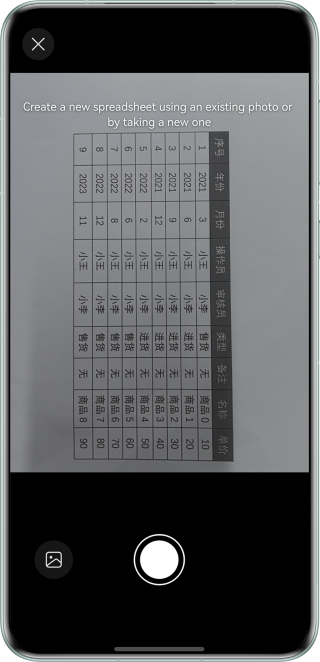 Create a new spreadsheet using an existing photo or
by taking a new one
序号 年份 月份 操作员 审核员 类型 备注 名称 单价
1 2021 3 小王 小李 售货 无 商品0 10
2 2021 6 小王 小李 进货 无 商品1 20
3 2021 9 小王 小李 进货 无 商品2 30
4 2021 12 小王 小李 进货 无 商品3 40
5 2022 2 小王 小李 进货 无 商品4 50
6 2022 6 小王 小李 售货 无 商品5 60
7 2022 8 小王 小李 售货 无 商品6 70
8 2022 12 小王 小李 售货 无 商品7 80
9 2023 11 小王 小李 售货 无 商品8 90